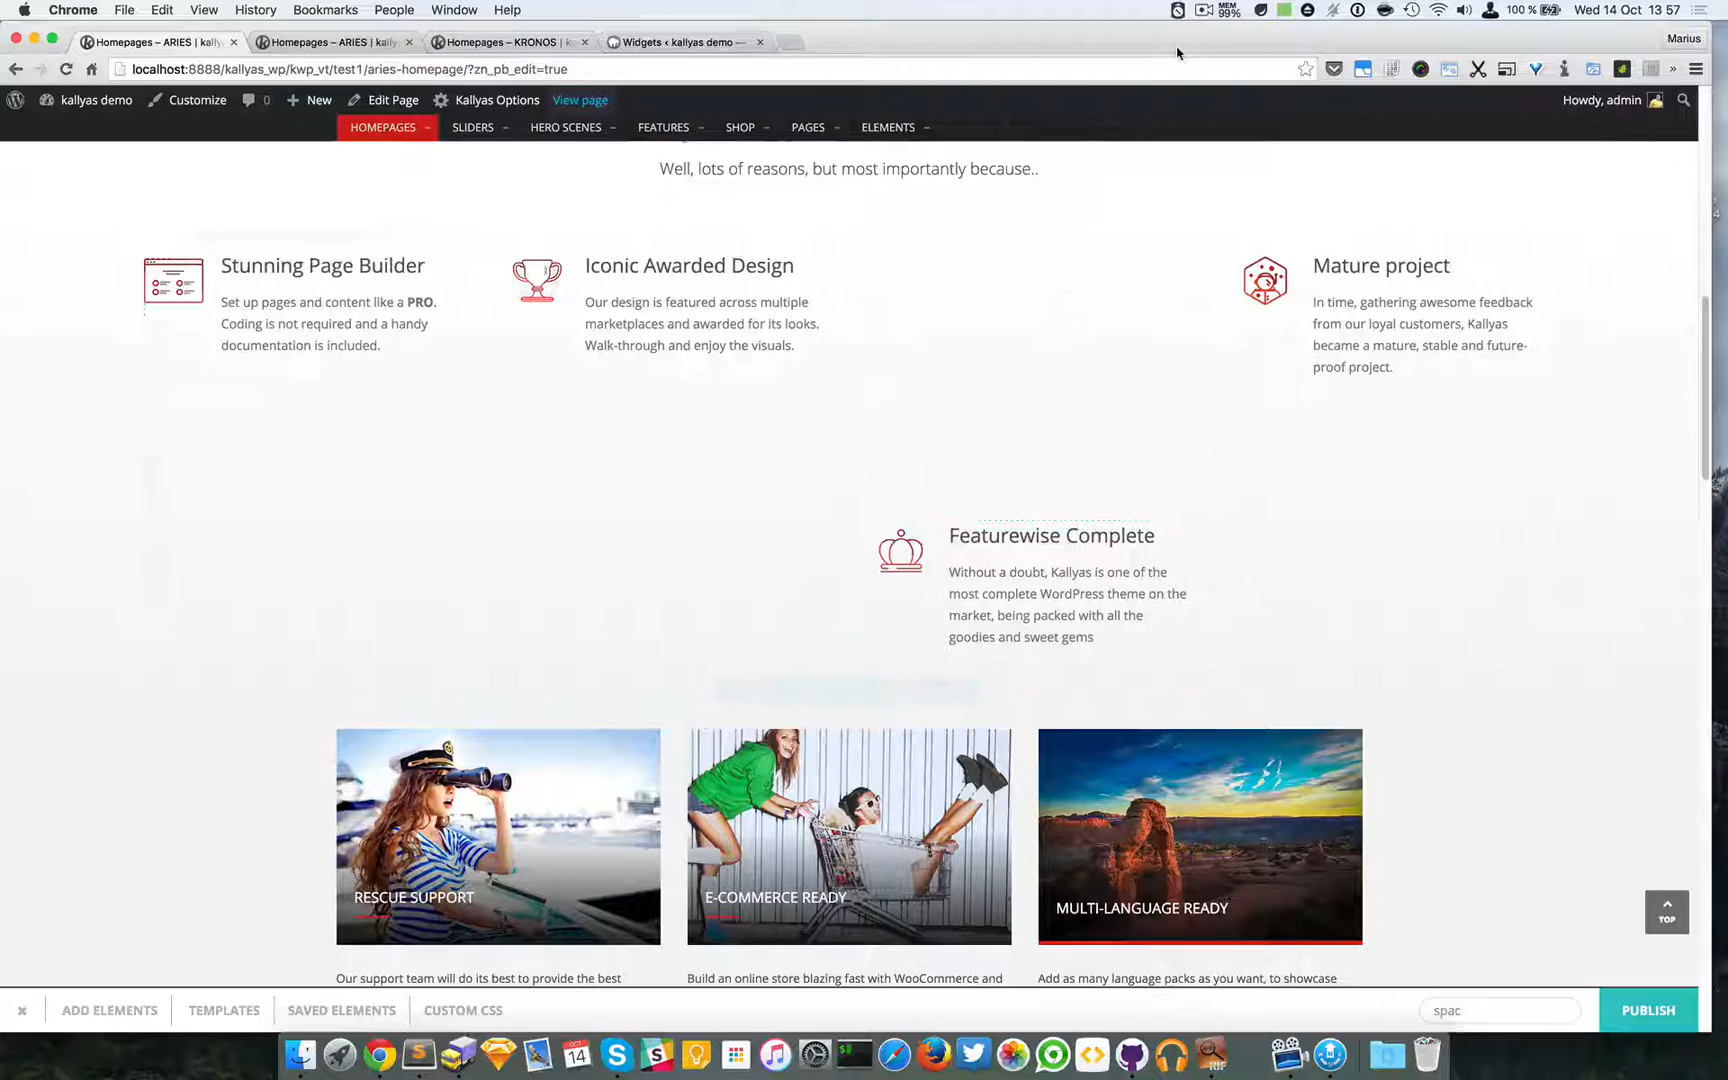 Chrome File Edit View History Bookmarks People Window Help MEM 99% 100 % Wed 14 Oct 13 57
Homepages – ARIES | kally Homepages – ARIES | kally Homepages – KRONOS | k Widgets ‹ kallyas demo — Marius
localhost:8888/kallyas_wp/kwp_vt/test1/aries-homepage/?zn_pb_edit=true
kallyas demo Customize 0 New Edit Page Kallyas Options View page Howdy, admin
HOMEPAGES SLIDERS HERO SCENES FEATURES SHOP PAGES ELEMENTS
Well, lots of reasons, but most importantly because..
Stunning Page Builder
Set up pages and content like a PRO.
Coding is not required and a handy
documentation is included.
Iconic Awarded Design
Our design is featured across multiple
marketplaces and awarded for its looks.
Walk-through and enjoy the visuals.
Mature project
In time, gathering awesome feedback
from our loyal customers, Kallyas
became a mature, stable and future-
proof project.
Featurewise Complete
Without a doubt, Kallyas is one of the
most complete WordPress theme on the
market, being packed with all the
goodies and sweet gems
RESCUE SUPPORT
E-COMMERCE READY
MULTI-LANGUAGE READY
Our support team will do its best to provide the best
Build an online store blazing fast with WooCommerce and
Add as many language packs as you want, to showcase
TOP
ADD ELEMENTS TEMPLATES SAVED ELEMENTS CUSTOM CSS spac PUBLISH